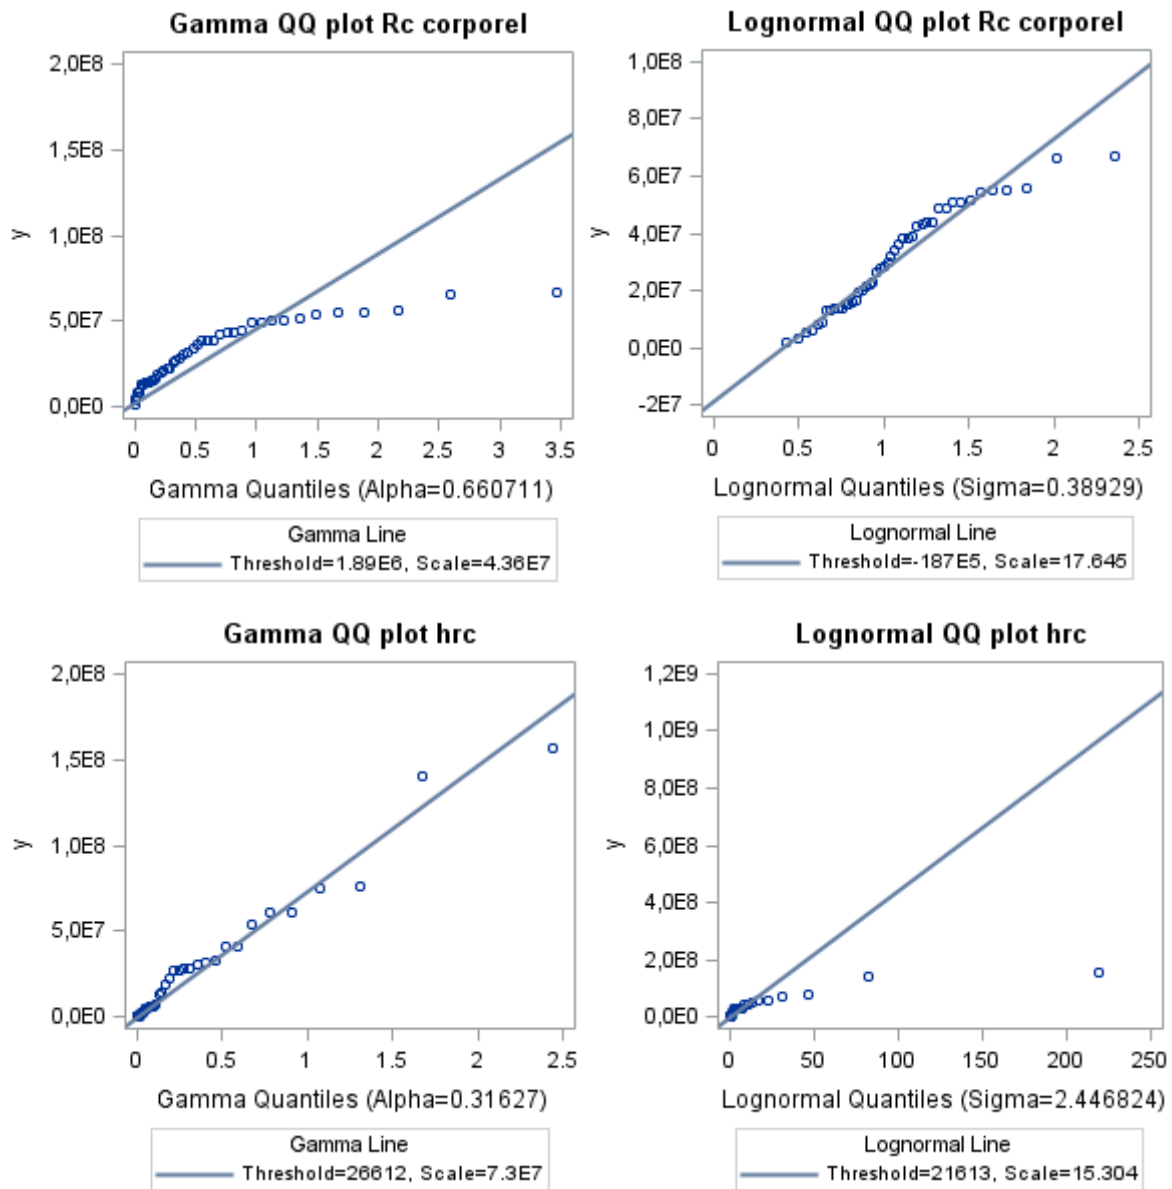 Gamma QQ plot Rc corporel
2,0E8
1,5E8
1,0E8
5,0E7
0,0E0
y
0 0.5 1 1.5 2 2.5 3 3.5
Gamma Quantiles (Alpha=0.660711)
Gamma Line
Threshold=1.89E6, Scale=4.36E7
Lognormal QQ plot Rc corporel
1,0E8
8,0E7
6,0E7
4,0E7
2,0E7
0,0E0
-2E7
y
0 0.5 1 1.5 2 2.5
Lognormal Quantiles (Sigma=0.38929)
Lognormal Line
Threshold=-187E5, Scale=17.645
Gamma QQ plot hrc
2,0E8
1,5E8
1,0E8
5,0E7
0,0E0
y
0 0.5 1 1.5 2 2.5
Gamma Quantiles (Alpha=0.31627)
Gamma Line
Threshold=26612, Scale=7.3E7
Lognormal QQ plot hrc
1,2E9
1,0E9
8,0E8
6,0E8
4,0E8
2,0E8
0,0E0
y
0 50 100 150 200 250
Lognormal Quantiles (Sigma=2.446824)
Lognormal Line
Threshold=21613, Scale=15.304